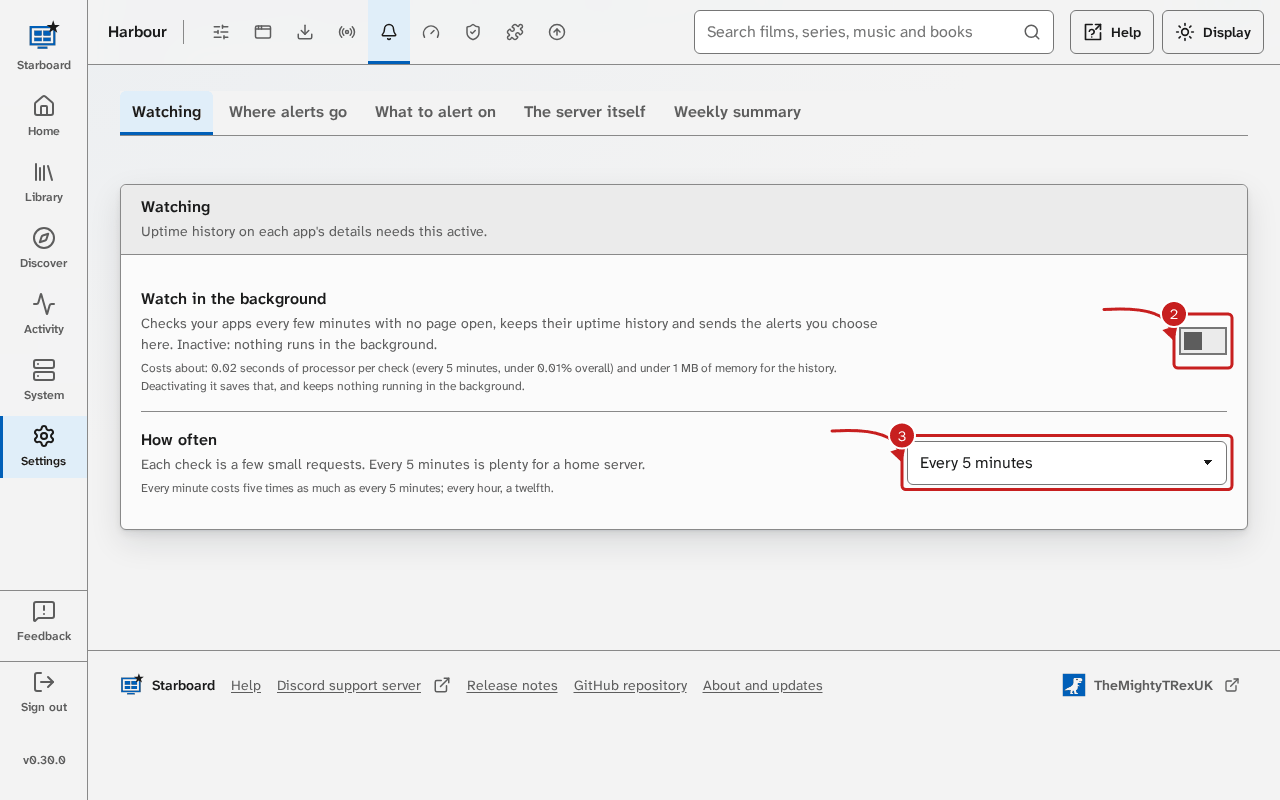 Starboard
Home
Library
Discover
Activity
System
Settings
Feedback
Sign out
v0.30.0
Harbour
Search films, series, music and books
Help
Display
Watching
Where alerts go
What to alert on
The server itself
Weekly summary
Watching
Uptime history on each app's details needs this active.
Watch in the background
Checks your apps every few minutes with no page open, keeps their uptime history and sends the alerts you choose
here. Inactive: nothing runs in the background.
Costs about: 0.02 seconds of processor per check (every 5 minutes, under 0.01% overall) and under 1 MB of memory for the history.
Deactivating it saves that, and keeps nothing running in the background.
2
How often
Each check is a few small requests. Every 5 minutes is plenty for a home server.
Every minute costs five times as much as every 5 minutes; every hour, a twelfth.
3
Every 5 minutes
Starboard
Help
Discord support server
Release notes
GitHub repository
About and updates
TheMightyTRexUK